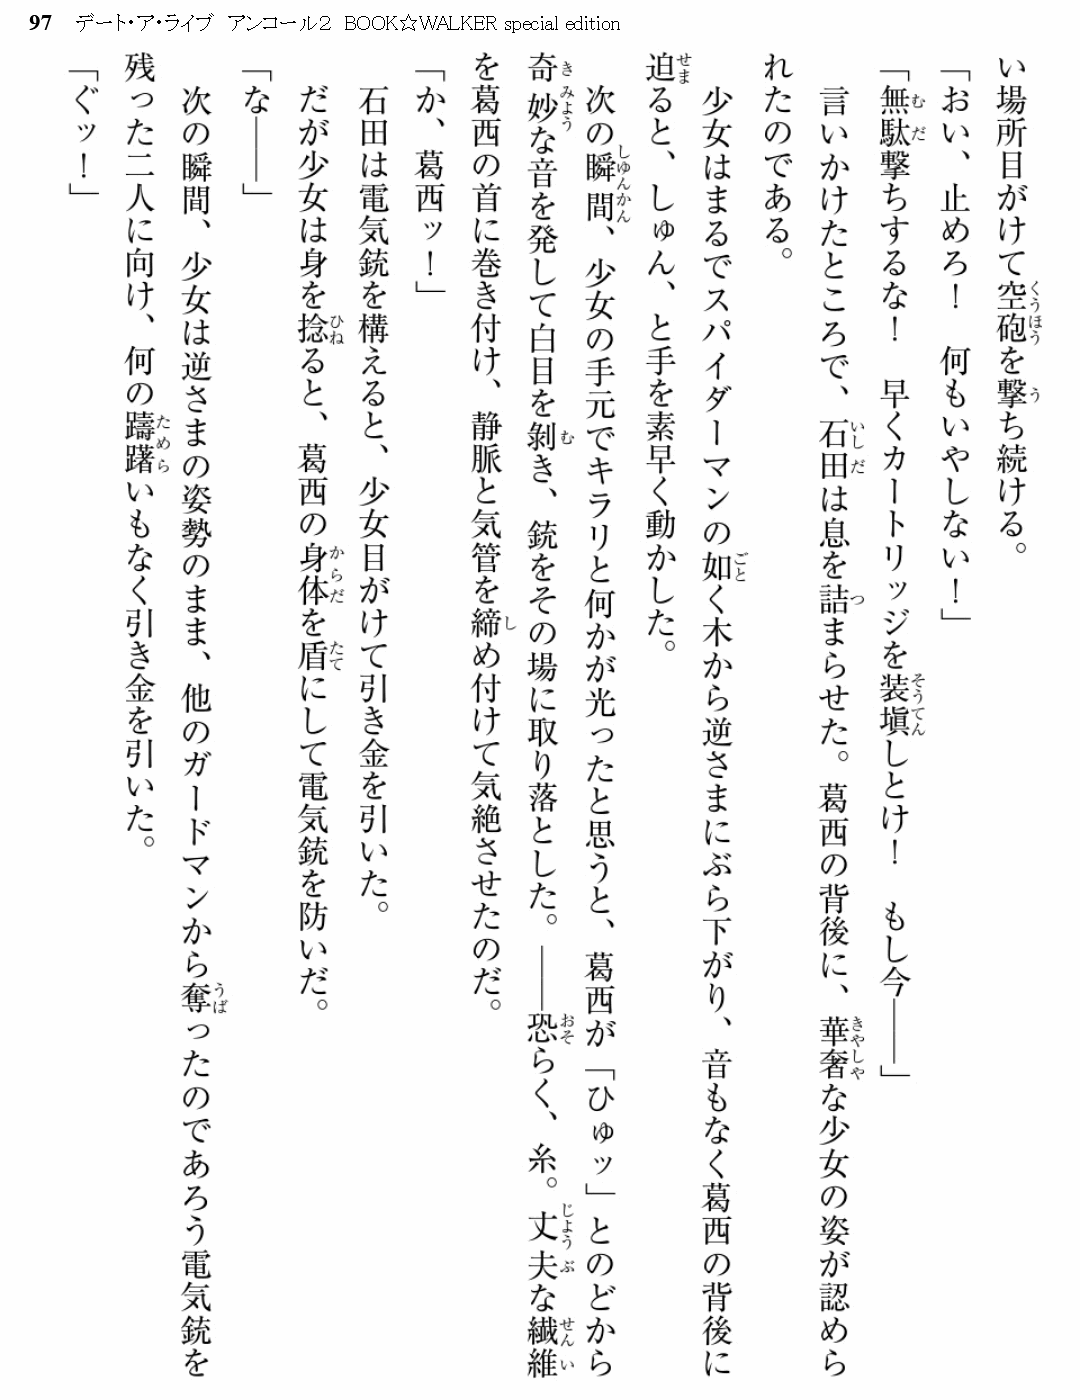 97 デート・ア・ライブ アンコール2 BOOK☆WALKER special edition
い場所目がけて空砲を撃ち続ける。
「おい、止めろ！　何もいやしない！」
「無駄撃ちするな！　早くカートリッジを装塡しとけ！　もし今――」
言いかけたところで、石田は息を詰まらせた。葛西の背後に、華奢な少女の姿が認めら
れたのである。
少女はまるでスパイダーマンの如く木から逆さまにぶら下がり、音もなく葛西の背後に
迫ると、しゅん、と手を素早く動かした。
次の瞬間、少女の手元でキラリと何かが光ったと思うと、葛西が「ひゅッ」とのどから
奇妙な音を発して白目を剝き、銃をその場に取り落とした。――恐らく、糸。丈夫な繊維
を葛西の首に巻き付け、静脈と気管を締め付けて気絶させたのだ。
「か、葛西ッ！」
石田は電気銃を構えると、少女目がけて引き金を引いた。
だが少女は身を捻ると、葛西の身体を盾にして電気銃を防いだ。
「な――」
次の瞬間、少女は逆さまの姿勢のまま、他のガードマンから奪ったのであろう電気銃を
残った二人に向け、何の躊躇いもなく引き金を引いた。
「ぐッ！」